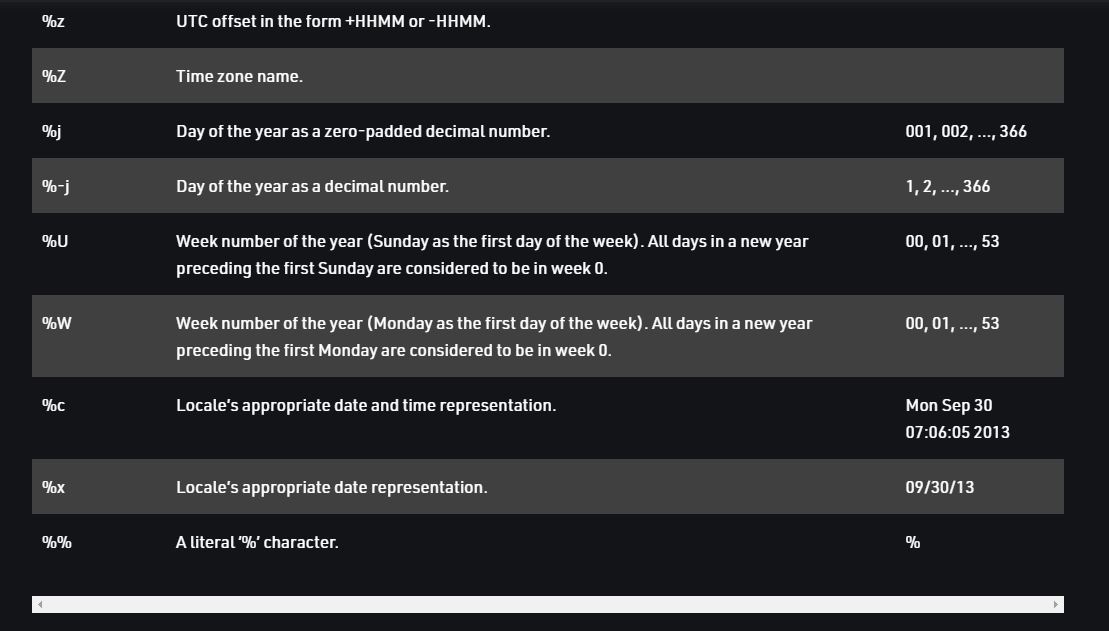 %z UTC offset in the form +HHMM or -HHMM.
%Z Time zone name.
%j Day of the year as a zero-padded decimal number. 001, 002, ..., 366
%-j Day of the year as a decimal number. 1, 2, ..., 366
%U Week number of the year (Sunday as the first day of the week). All days in a new year 00, 01, ..., 53
preceding the first Sunday are considered to be in week 0.
%W Week number of the year (Monday as the first day of the week). All days in a new year 00, 01, ..., 53
preceding the first Monday are considered to be in week 0.
%c Locale’s appropriate date and time representation. Mon Sep 30
07:06:05 2013
%x Locale’s appropriate date representation. 09/30/13
%% A literal ‘%’ character. %